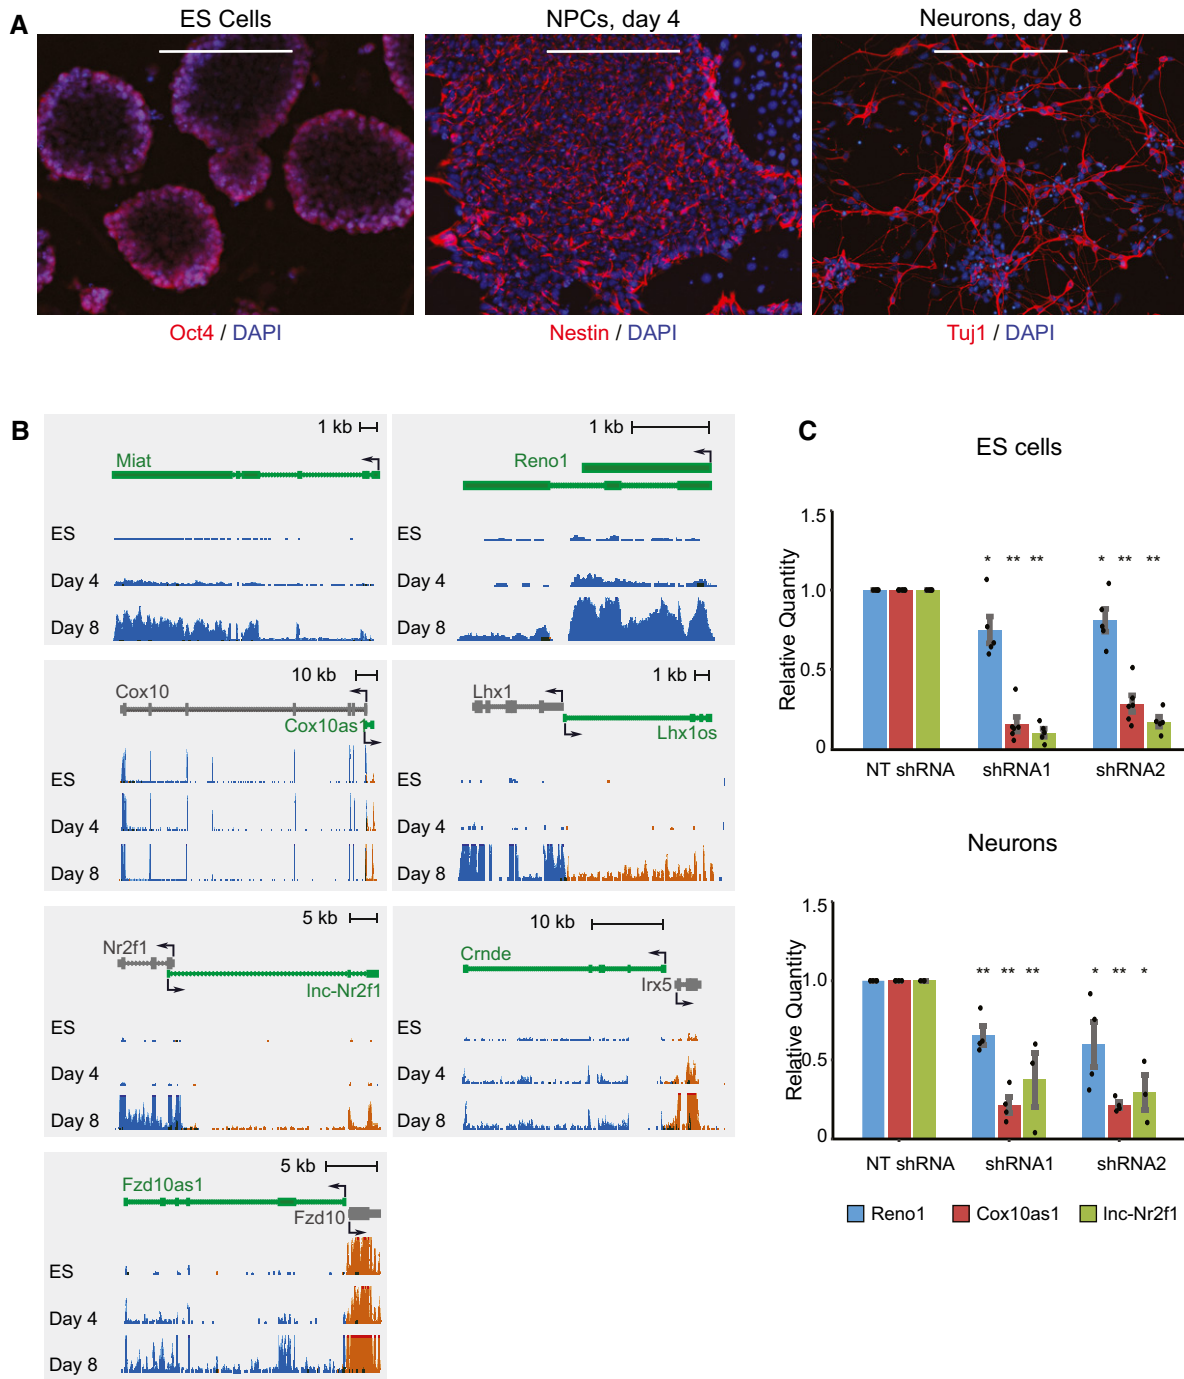 A
ES Cells
NPCs, day 4
Neurons, day 8
Oct4 / DAPI
Nestin / DAPI
Tuj1 / DAPI
B
1 kb
Miat
ES
Day 4
Day 8
1 kb
Reno1
ES
Day 4
Day 8
10 kb
Cox10
Cox10as1
ES
Day 4
Day 8
1 kb
Lhx1
Lhx1os
ES
Day 4
Day 8
5 kb
Nr2f1
lnc-Nr2f1
ES
Day 4
Day 8
10 kb
Crnde
Irx5
ES
Day 4
Day 8
5 kb
Fzd10as1
Fzd10
ES
Day 4
Day 8
C
ES cells
Relative Quantity
1.5
1.0
0.5
0
* ** **
* ** **
NT shRNA
shRNA1
shRNA2
Neurons
Relative Quantity
1.5
1.0
0.5
0
** ** **
* ** *
NT shRNA
shRNA1
shRNA2
Reno1
Cox10as1
lnc-Nr2f1